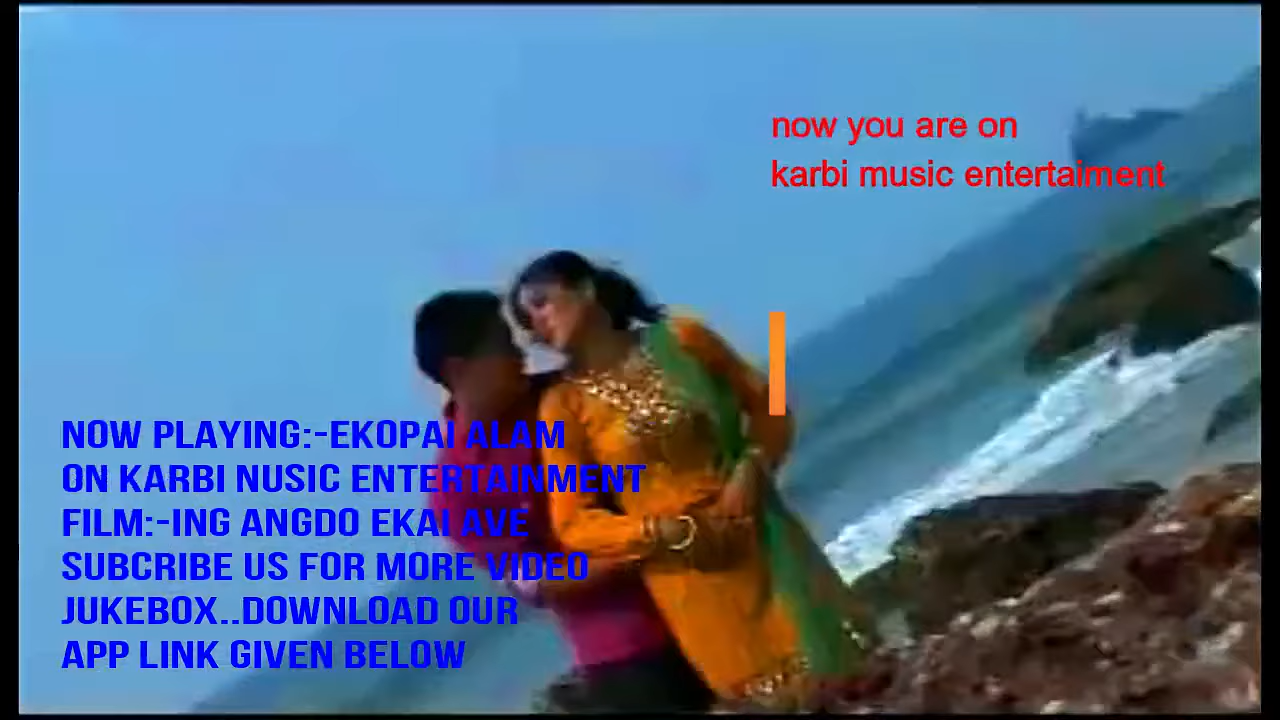 now you are on
karbi music entertaiment
NOW PLAYING:-EKOPAI ALAM
ON KARBI NUSIC ENTERTAINMENT
FILM:-ING ANGDO EKAI AVE
SUBCRIBE US FOR MORE VIDEO
JUKEBOX..DOWNLOAD OUR
APP LINK GIVEN BELOW